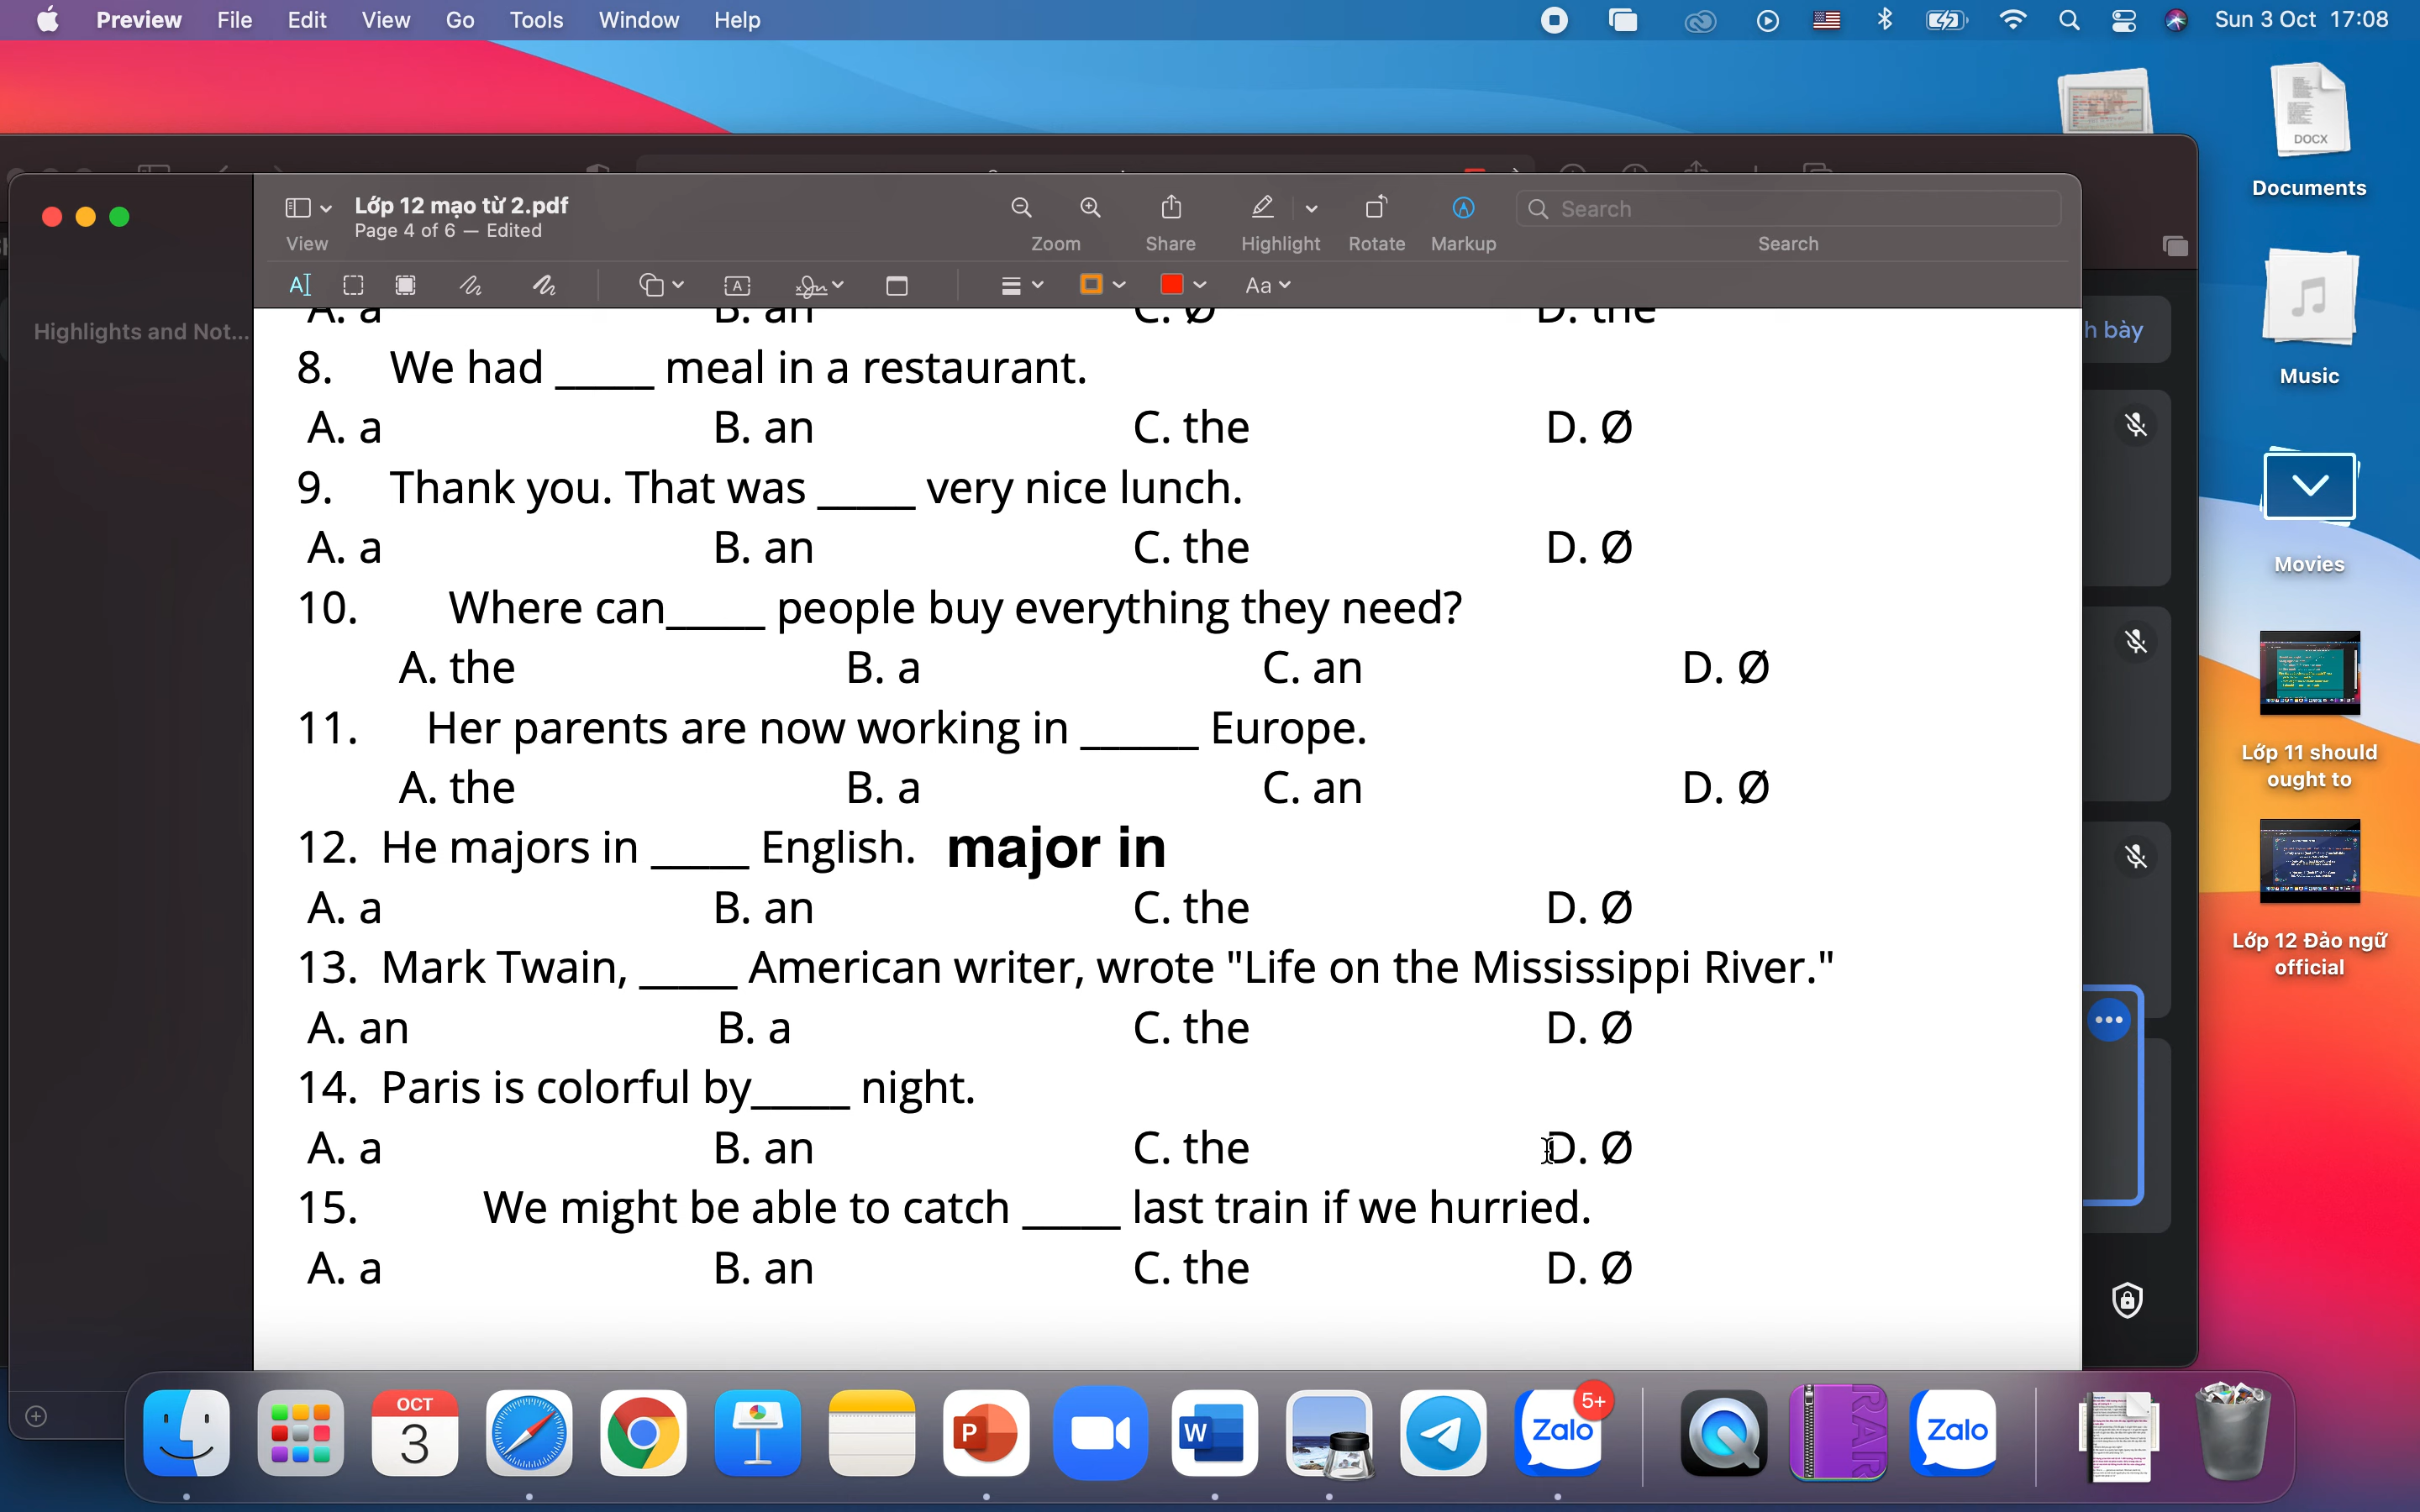 Preview File Edit View Go Tools Window Help Sun 3 Oct 17:08
DOCX
Documents
Lớp 12 mạo từ 2.pdf
Page 4 of 6 — Edited
View Zoom Share Highlight Rotate Markup Search
Search
Aa
Highlights and Not...
h bày
Music
Movies
Lớp 11 should
ought to
Lớp 12 Đảo ngữ
official
A. a B. an C. Ø D. the
8. We had _____ meal in a restaurant.
A. a B. an C. the D. Ø
9. Thank you. That was _____ very nice lunch.
A. a B. an C. the D. Ø
10. Where can_____ people buy everything they need?
A. the B. a C. an D. Ø
11. Her parents are now working in ______ Europe.
A. the B. a C. an D. Ø
12. He majors in _____ English. major in
A. a B. an C. the D. Ø
13. Mark Twain, _____ American writer, wrote "Life on the Mississippi River."
A. an B. a C. the D. Ø
14. Paris is colorful by_____ night.
A. a B. an C. the D. Ø
15. We might be able to catch _____ last train if we hurried.
A. a B. an C. the D. Ø
OCT
3
P
W
Zalo
5+
RAR
Zalo